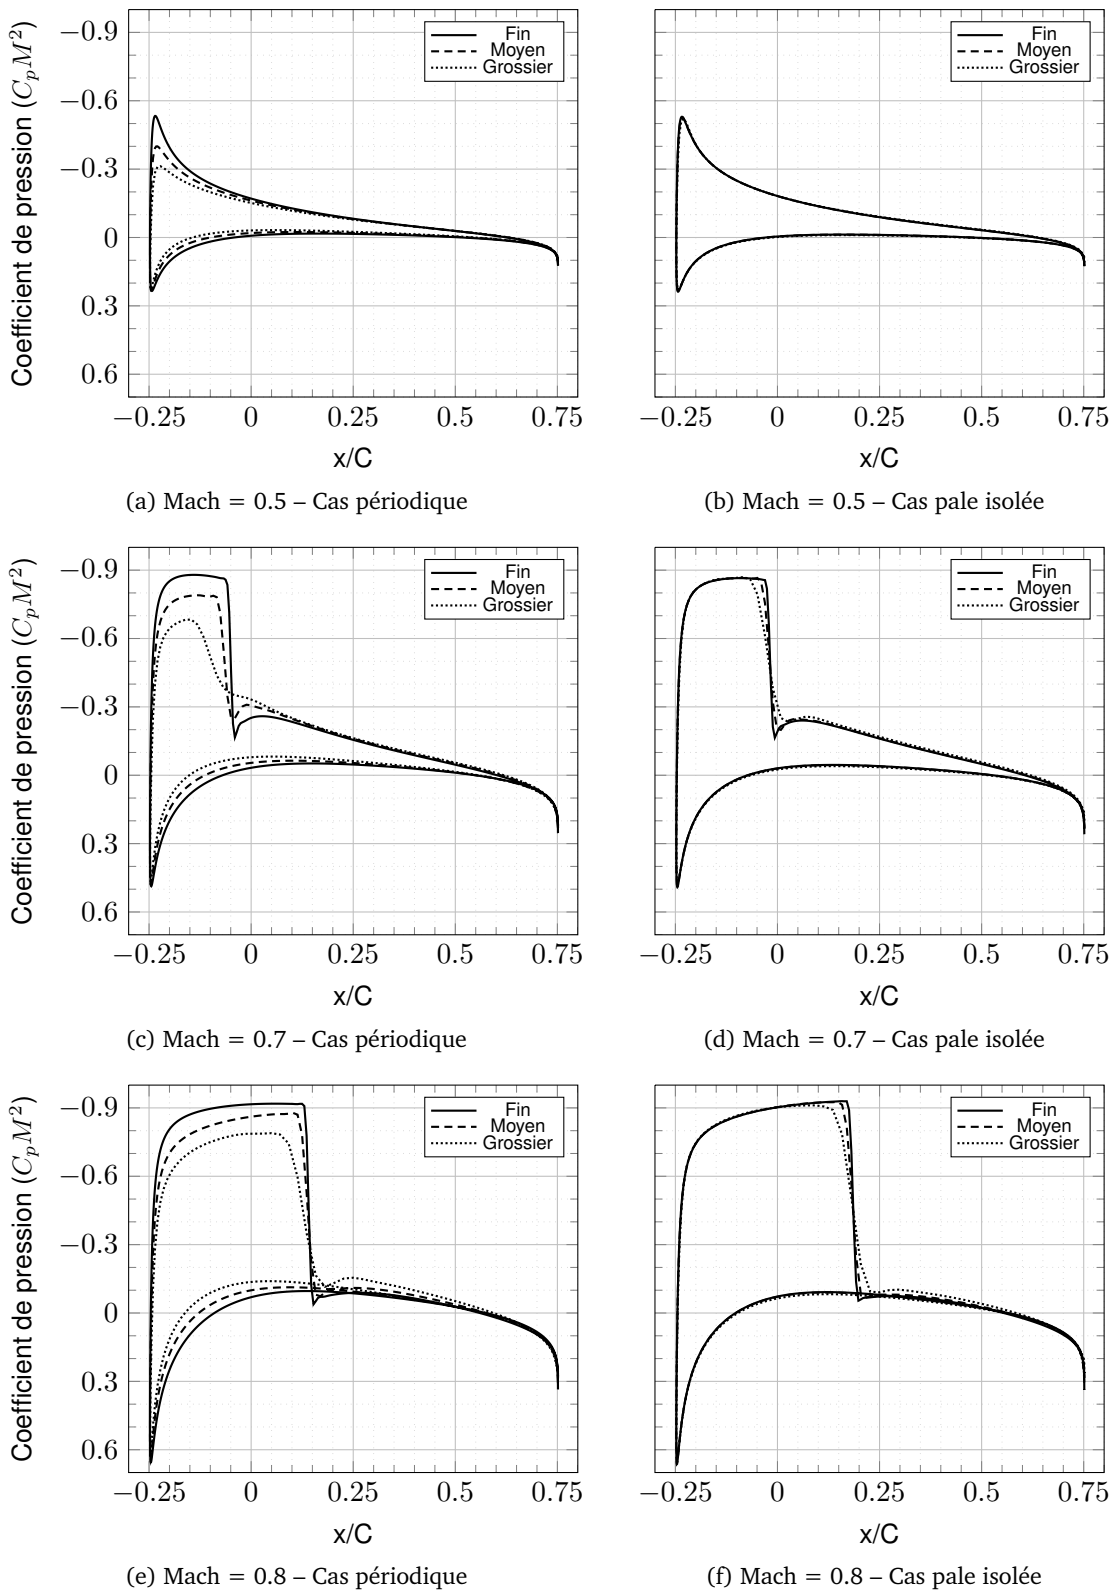 −0.9
−0.6
−0.3
0
0.3
0.6
−0.25 0 0.25 0.5 0.75
x/C
Coefficient de pression (CpM²)
Fin
Moyen
Grossier
(a) Mach = 0.5 – Cas périodique
Fin
Moyen
Grossier
−0.25 0 0.25 0.5 0.75
x/C
(b) Mach = 0.5 – Cas pale isolée
−0.9
−0.6
−0.3
0
0.3
0.6
−0.25 0 0.25 0.5 0.75
x/C
Coefficient de pression (CpM²)
Fin
Moyen
Grossier
(c) Mach = 0.7 – Cas périodique
Fin
Moyen
Grossier
−0.25 0 0.25 0.5 0.75
x/C
(d) Mach = 0.7 – Cas pale isolée
−0.9
−0.6
−0.3
0
0.3
0.6
−0.25 0 0.25 0.5 0.75
x/C
Coefficient de pression (CpM²)
Fin
Moyen
Grossier
(e) Mach = 0.8 – Cas périodique
Fin
Moyen
Grossier
−0.25 0 0.25 0.5 0.75
x/C
(f) Mach = 0.8 – Cas pale isolée